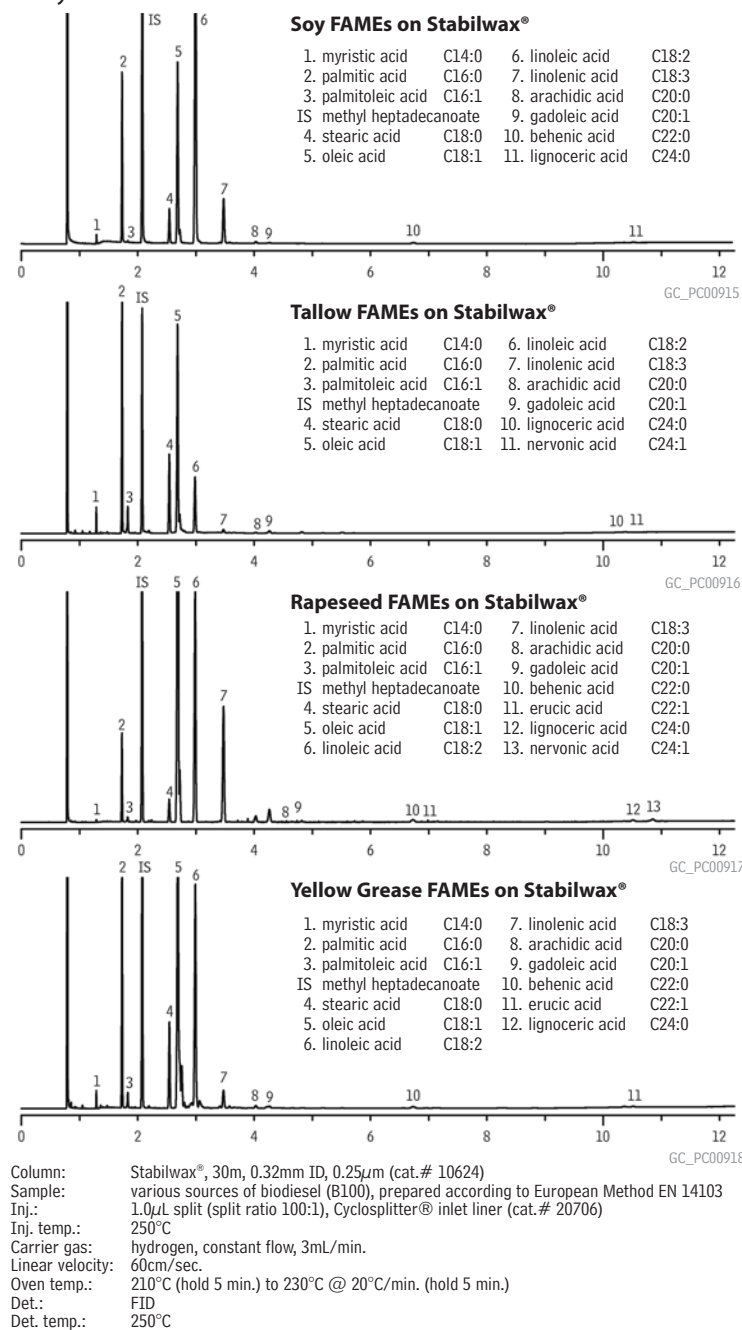 IS
6
5
2
4
7
1
3
8 9
10
11
Soy FAMEs on Stabilwax®
1. myristic acid C14:0 6. linoleic acid C18:2
2. palmitic acid C16:0 7. linolenic acid C18:3
3. palmitoleic acid C16:1 8. arachidic acid C20:0
IS methyl heptadecanoate 9. gadoleic acid C20:1
4. stearic acid C18:0 10. behenic acid C22:0
5. oleic acid C18:1 11. lignoceric acid C24:0
0 2 4 6 8 10 12
GC_PC00915
2 IS
5
4
6
1 3
7 8 9
10 11
Tallow FAMEs on Stabilwax®
1. myristic acid C14:0 6. linoleic acid C18:2
2. palmitic acid C16:0 7. linolenic acid C18:3
3. palmitoleic acid C16:1 8. arachidic acid C20:0
IS methyl heptadecanoate 9. gadoleic acid C20:1
4. stearic acid C18:0 10. lignoceric acid C24:0
5. oleic acid C18:1 11. nervonic acid C24:1
0 2 4 6 8 10 12
GC_PC00916
IS 5 6
7
2
4
1 3
8 9
10 11
12 13
Rapeseed FAMEs on Stabilwax®
1. myristic acid C14:0 7. linolenic acid C18:3
2. palmitic acid C16:0 8. arachidic acid C20:0
3. palmitoleic acid C16:1 9. gadoleic acid C20:1
IS methyl heptadecanoate 10. behenic acid C22:0
4. stearic acid C18:0 11. erucic acid C22:1
5. oleic acid C18:1 12. lignoceric acid C24:0
6. linoleic acid C18:2 13. nervonic acid C24:1
0 2 4 6 8 10 12
GC_PC00917
2 IS 5
6
4
1 3
7
8 9
10
11
Yellow Grease FAMEs on Stabilwax®
1. myristic acid C14:0 7. linolenic acid C18:3
2. palmitic acid C16:0 8. arachidic acid C20:0
3. palmitoleic acid C16:1 9. gadoleic acid C20:1
IS methyl heptadecanoate 10. behenic acid C22:0
4. stearic acid C18:0 11. erucic acid C22:1
5. oleic acid C18:1 12. lignoceric acid C24:0
6. linoleic acid C18:2
0 2 4 6 8 10 12
GC_PC00918
Column: Stabilwax®, 30m, 0.32mm ID, 0.25µm (cat.# 10624)
Sample: various sources of biodiesel (B100), prepared according to European Method EN 14103
Inj.: 1.0µL split (split ratio 100:1), Cyclosplitter® inlet liner (cat.# 20706)
Inj. temp.: 250°C
Carrier gas: hydrogen, constant flow, 3mL/min.
Linear velocity: 60cm/sec.
Oven temp.: 210°C (hold 5 min.) to 230°C @ 20°C/min. (hold 5 min.)
Det.: FID
Det. temp.: 250°C